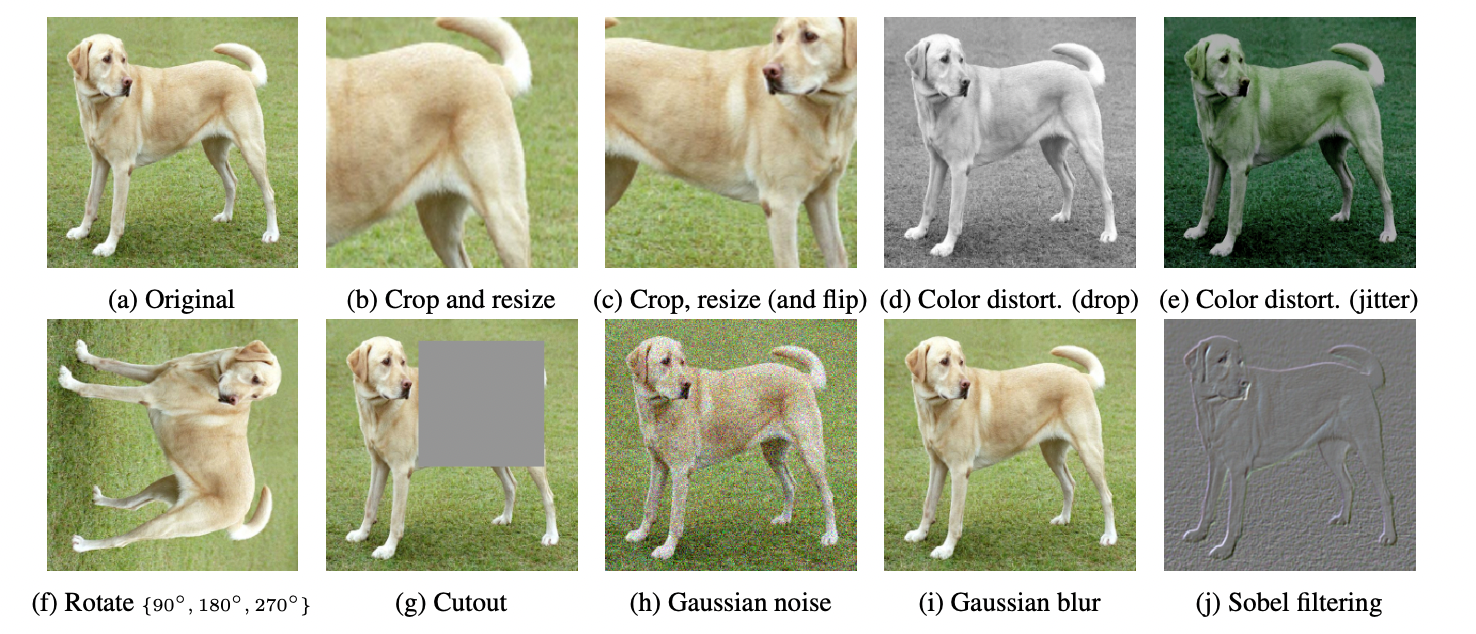 (a) Original
(b) Crop and resize
(c) Crop, resize (and flip)
(d) Color distort. (drop)
(e) Color distort. (jitter)
(f) Rotate {90°, 180°, 270°}
(g) Cutout
(h) Gaussian noise
(i) Gaussian blur
(j) Sobel filtering